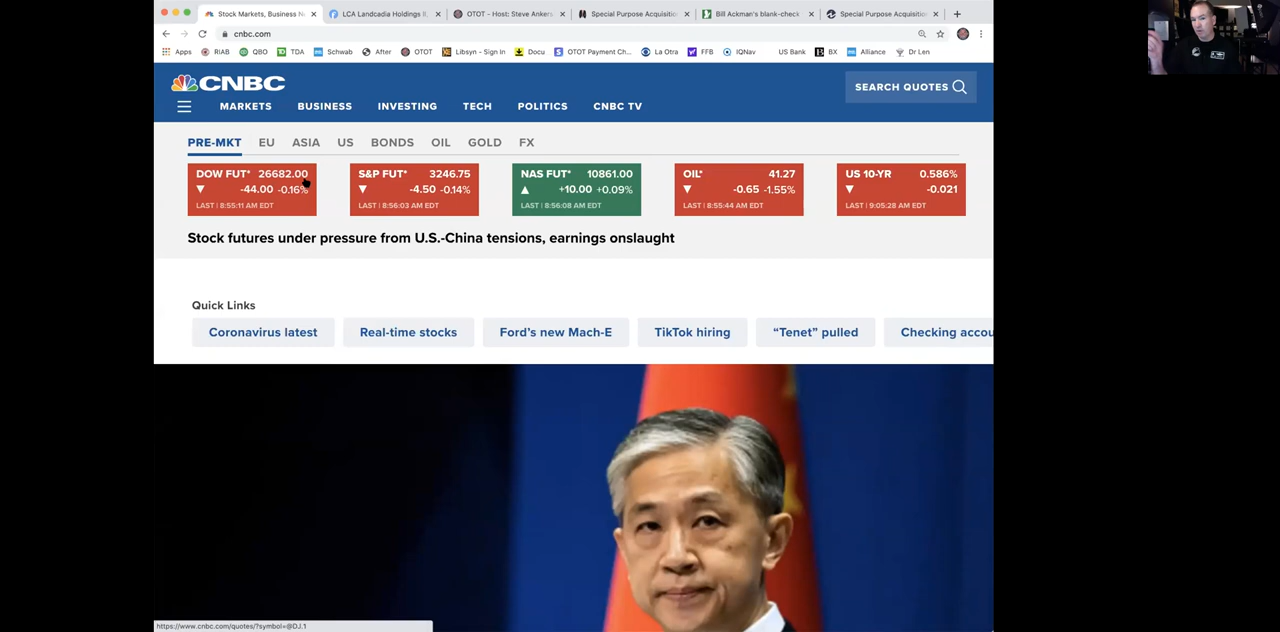 Stock Markets, Business N
LCA Landcadia Holdings II,
OTOT - Host: Steve Ankers
Special Purpose Acquisitio
Bill Ackman's blank-check
Special Purpose Acquisitio
cnbc.com
Apps RIAB QBO TDA Schwab After OTOT Libsyn - Sign in Docu OTOT Payment Ch... La Otra FFB IQNav US Bank BX Alliance Dr Len
CNBC
SEARCH QUOTES
MARKETS BUSINESS INVESTING TECH POLITICS CNBC TV
PRE-MKT EU ASIA US BONDS OIL GOLD FX
DOW FUT* 26682.00
▼ -44.00 -0.16%
LAST | 8:55:11 AM EDT
S&P FUT* 3246.75
▼ -4.50 -0.14%
LAST | 8:56:03 AM EDT
NAS FUT* 10861.00
▲ +10.00 +0.09%
LAST | 8:56:08 AM EDT
OIL* 41.27
▼ -0.65 -1.55%
LAST | 8:55:44 AM EDT
US 10-YR 0.586%
▼ -0.021
LAST | 9:05:28 AM EDT
Stock futures under pressure from U.S.-China tensions, earnings onslaught
Quick Links
Coronavirus latest
Real-time stocks
Ford's new Mach-E
TikTok hiring
“Tenet” pulled
Checking accou
https://www.cnbc.com/quotes/?symbol=@DJ.1